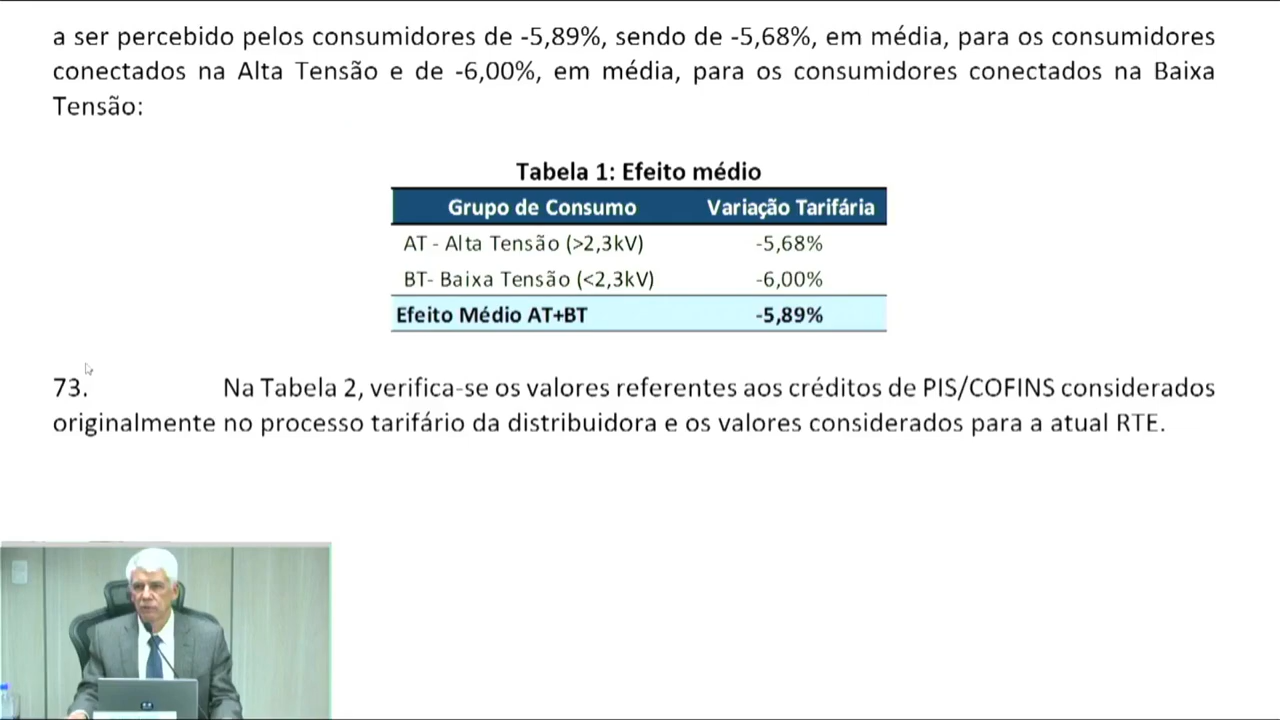 a ser percebido pelos consumidores de -5,89%, sendo de -5,68%, em média, para os consumidores
conectados na Alta Tensão e de -6,00%, em média, para os consumidores conectados na Baixa
Tensão:
Tabela 1: Efeito médio
Grupo de Consumo Variação Tarifária
AT - Alta Tensão (>2,3kV) -5,68%
BT- Baixa Tensão (<2,3kV) -6,00%
Efeito Médio AT+BT -5,89%
73. Na Tabela 2, verifica-se os valores referentes aos créditos de PIS/COFINS considerados
originalmente no processo tarifário da distribuidora e os valores considerados para a atual RTE.